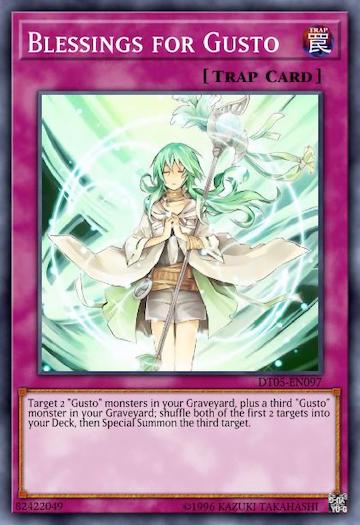 Blessings for Gusto
TRAP
罠
[Trap Card]
DT05-EN097
Target 2 "Gusto" monsters in your Graveyard, plus a third "Gusto"
monster in your Graveyard; shuffle both of the first 2 targets into
your Deck, then Special Summon the third target.
82422049
©1996 KAZUKI TAKAHASHI